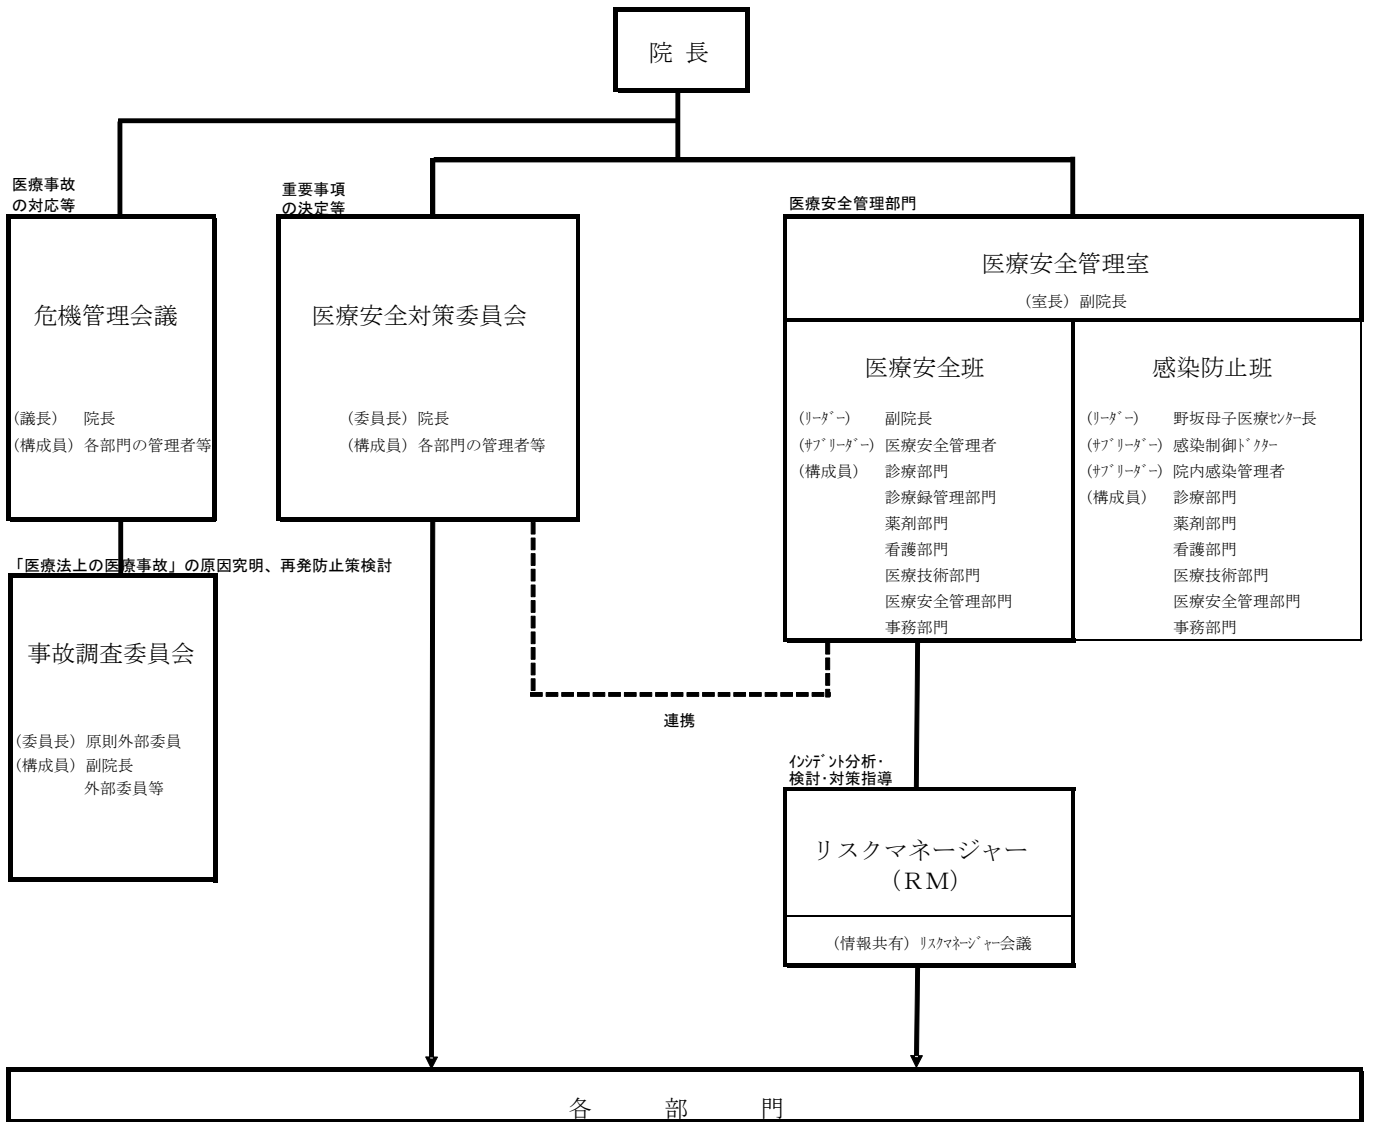 院 長
医療事故
の対応等
重要事項
の決定等
医療安全管理部門
危機管理会議
(議長) 院長
(構成員) 各部門の管理者等
医療安全対策委員会
(委員長) 院長
(構成員) 各部門の管理者等
医療安全管理室
(室長) 副院長
医療安全班
(ﾘｰﾀﾞｰ) 副院長
(ｻﾌﾞﾘｰﾀﾞｰ) 医療安全管理者
(構成員) 診療部門
診療録管理部門
薬剤部門
看護部門
医療技術部門
医療安全管理部門
事務部門
感染防止班
(ﾘｰﾀﾞｰ) 野坂母子医療ｾﾝﾀｰ長
(ｻﾌﾞﾘｰﾀﾞｰ) 感染制御ﾄﾞｸﾀｰ
(ｻﾌﾞﾘｰﾀﾞｰ) 院内感染管理者
(構成員) 診療部門
薬剤部門
看護部門
医療技術部門
医療安全管理部門
事務部門
「医療法上の医療事故」の原因究明、再発防止策検討
事故調査委員会
(委員長) 原則外部委員
(構成員) 副院長
外部委員等
連携
ｲﾝｼﾃﾞﾝﾄ分析・
検討・対策指導
リスクマネージャー
（ＲＭ）
(情報共有) ﾘｽｸﾏﾈｰｼﾞｬｰ会議
各 部 門